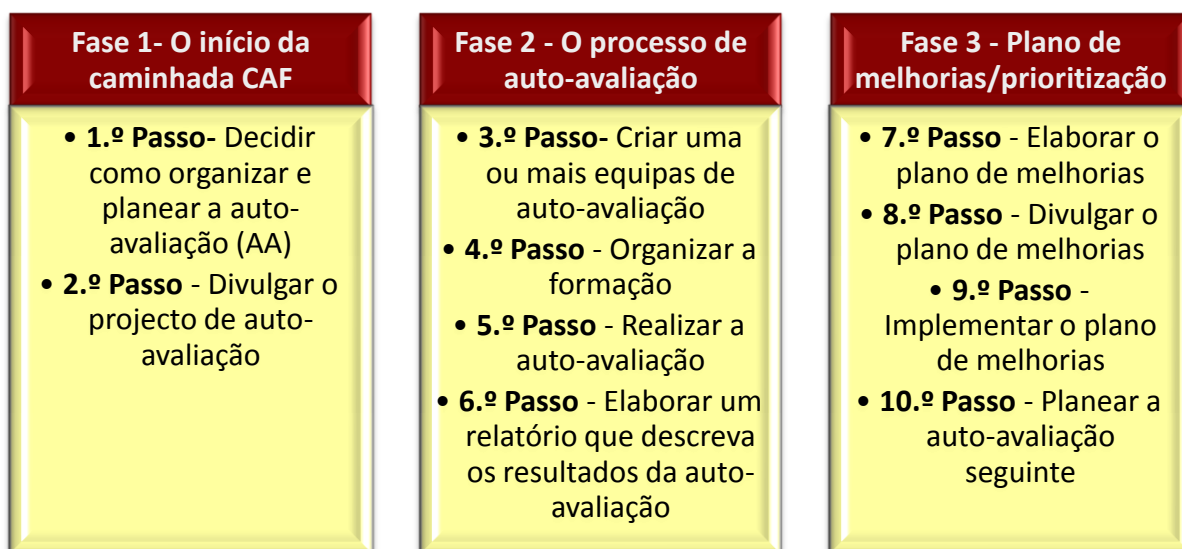 Fase 1- O início da
caminhada CAF
• 1.º Passo- Decidir
como organizar e
planear a auto-
avaliação (AA)
• 2.º Passo - Divulgar o
projecto de auto-
avaliação
Fase 2 - O processo de
auto-avaliação
• 3.º Passo- Criar uma
ou mais equipas de
auto-avaliação
• 4.º Passo - Organizar a
formação
• 5.º Passo - Realizar a
auto-avaliação
• 6.º Passo - Elaborar um
relatório que descreva
os resultados da auto-
avaliação
Fase 3 - Plano de
melhorias/prioritização
• 7.º Passo - Elaborar o
plano de melhorias
• 8.º Passo - Divulgar o
plano de melhorias
• 9.º Passo -
Implementar o plano
de melhorias
• 10.º Passo - Planear a
auto-avaliação
seguinte